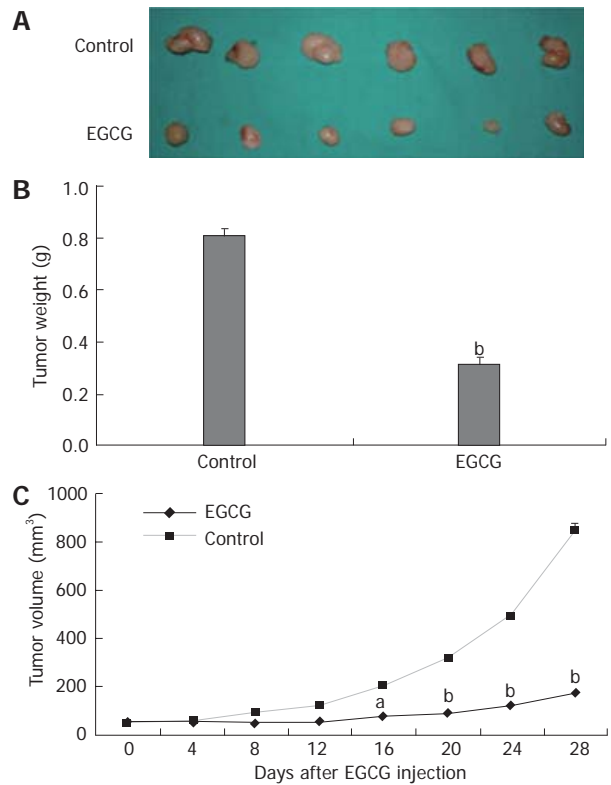 A
Control
EGCG
B
Tumor weight (g)
1.0
0.8
0.6
0.4
0.2
0.0
b
Control
EGCG
C
Tumor volume (mm³)
1000
800
600
400
200
0
EGCG
Control
a
b
b
b
0 4 8 12 16 20 24 28
Days after EGCG injection